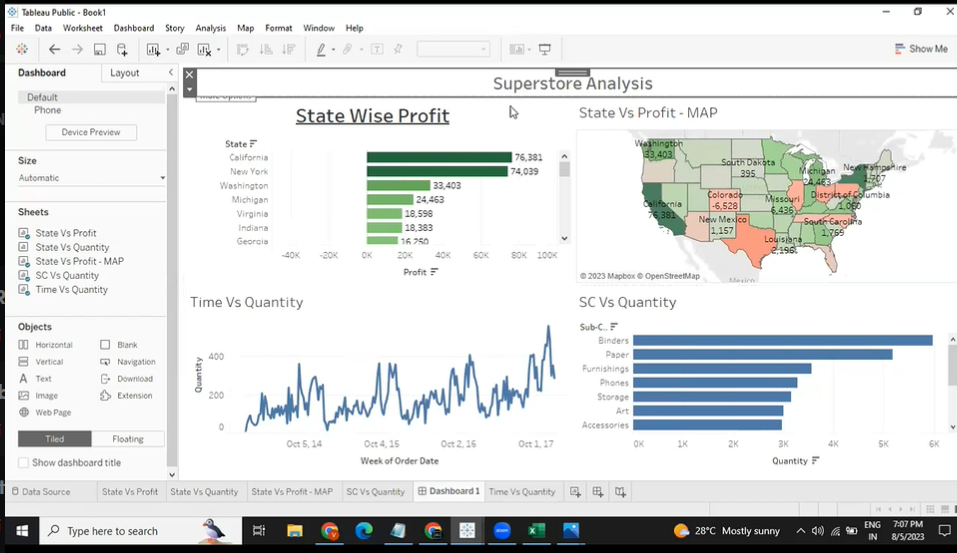 Tableau Public - Book1
File Data Worksheet Dashboard Story Analysis Map Format Window Help
Show Me
Dashboard Layout
Default
Phone
Device Preview
Size
Automatic
Sheets
State Vs Profit
State Vs Quantity
State Vs Profit - MAP
SC Vs Quantity
Time Vs Quantity
Objects
Horizontal Blank
Vertical Navigation
Text Download
Image Extension
Web Page
Tiled Floating
Show dashboard title
Superstore Analysis
More Options
State Wise Profit
State
California 76,381
New York 74,039
Washington 33,403
Michigan 24,463
Virginia 18,598
Indiana 18,383
Georgia 16,250
-40K -20K 0K 20K 40K 60K 80K 100K
Profit
State Vs Profit - MAP
Washington
33,403
South Dakota
395
Michigan
24,463
New Hampshire
1,707
Colorado
-6,528
Missouri
6,436
District of Columbia
1,060
California
76,381
New Mexico
1,157
South Carolina
1,769
Louisiana
2,196
Mexico
© 2023 Mapbox © OpenStreetMap
Time Vs Quantity
Quantity
400
200
0
Oct 5, 14 Oct 4, 15 Oct 2, 16 Oct 1, 17
Week of Order Date
SC Vs Quantity
Sub-C..
Binders
Paper
Furnishings
Phones
Storage
Art
Accessories
0K 1K 2K 3K 4K 5K 6K
Quantity
Data Source State Vs Profit State Vs Quantity State Vs Profit - MAP SC Vs Quantity Dashboard 1 Time Vs Quantity
Type here to search
28°C Mostly sunny
ENG
IN
7:07 PM
8/5/2023